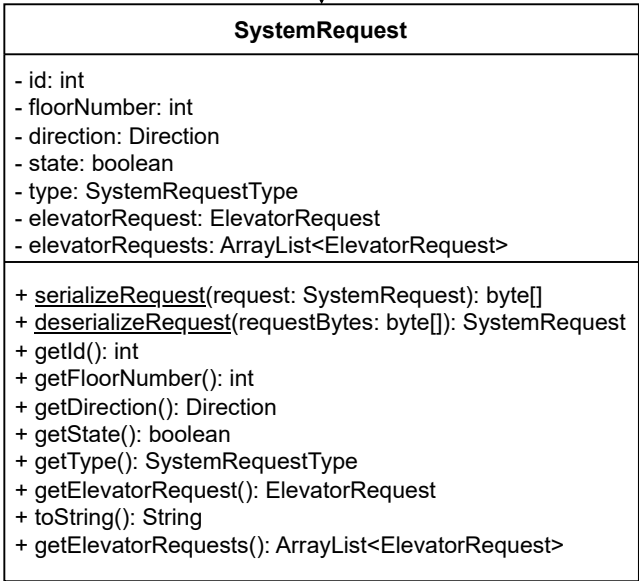 SystemRequest
- id: int
- floorNumber: int
- direction: Direction
- state: boolean
- type: SystemRequestType
- elevatorRequest: ElevatorRequest
- elevatorRequests: ArrayList<ElevatorRequest>
+ serializeRequest(request: SystemRequest): byte[]
+ deserializeRequest(requestBytes: byte[]): SystemRequest
+ getId(): int
+ getFloorNumber(): int
+ getDirection(): Direction
+ getState(): boolean
+ getType(): SystemRequestType
+ getElevatorRequest(): ElevatorRequest
+ toString(): String
+ getElevatorRequests(): ArrayList<ElevatorRequest>